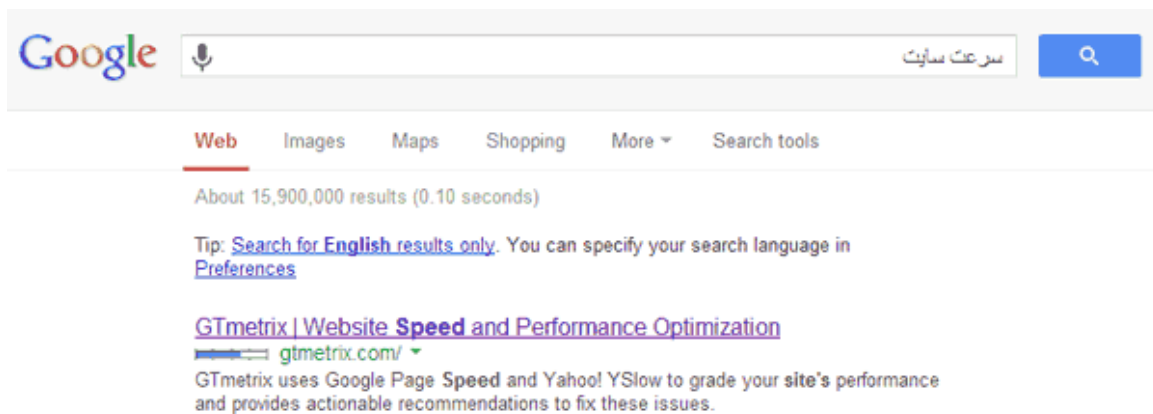 Google سرعت سایت
Web Images Maps Shopping More Search tools
About 15,900,000 results (0.10 seconds)
Tip: Search for English results only. You can specify your search language in
Preferences
GTmetrix | Website Speed and Performance Optimization
gtmetrix.com/
GTmetrix uses Google Page Speed and Yahoo! YSlow to grade your site's performance
and provides actionable recommendations to fix these issues.